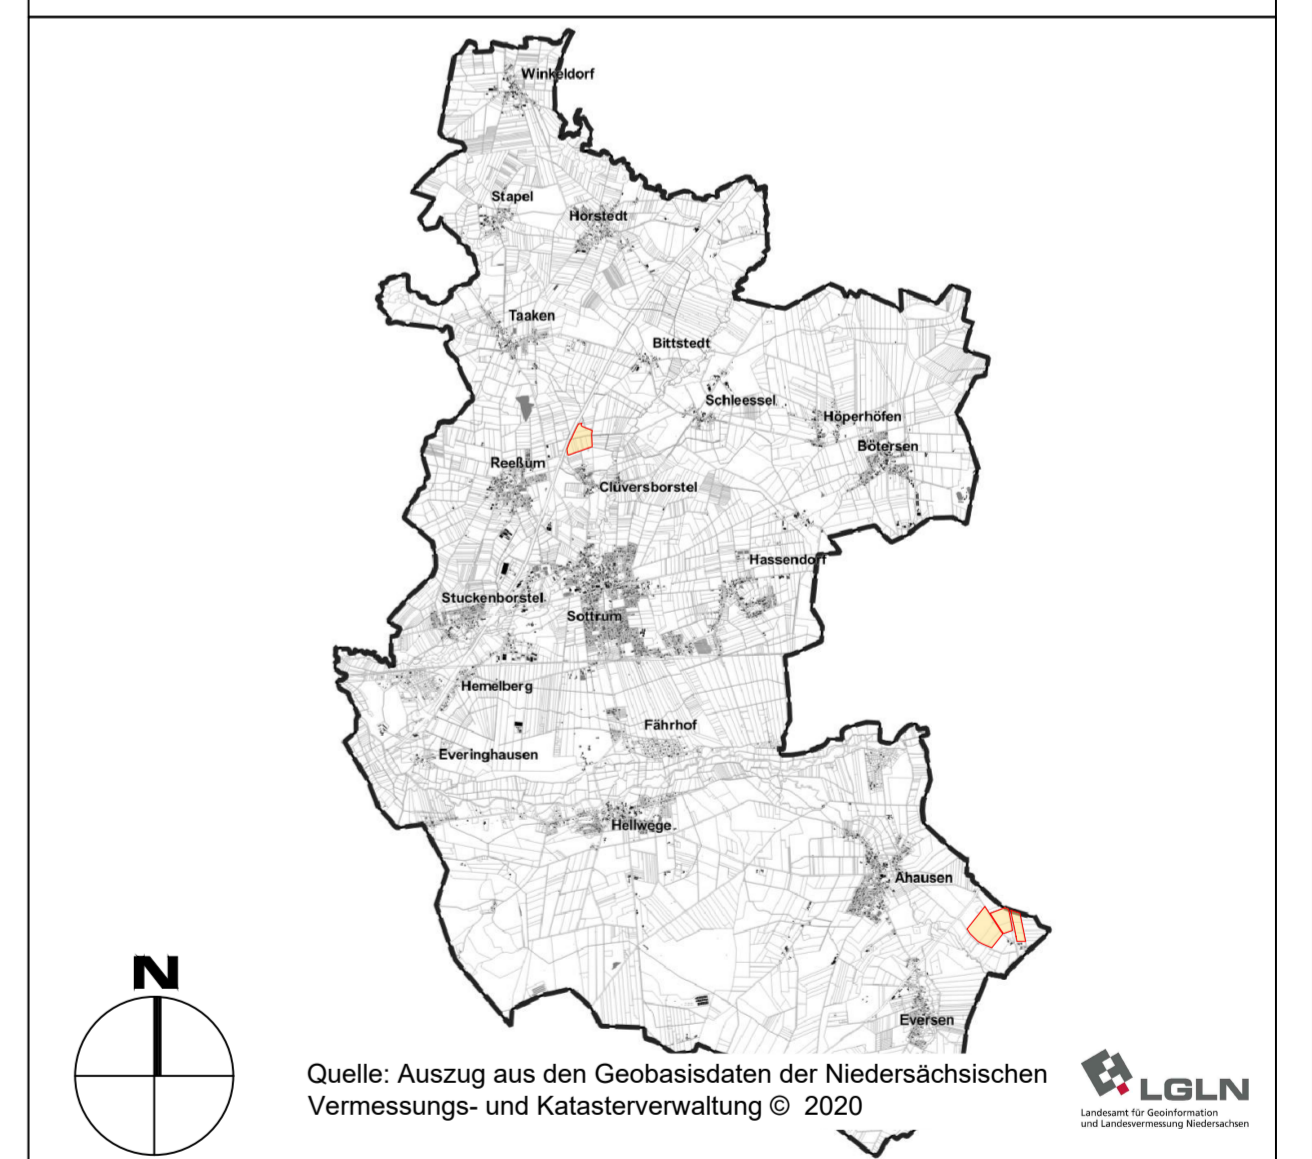 Winkeldorf
Stapel
Horstedt
Taaken
Bittstedt
Schleessel
Höperhöfen
Bötersen
Reeßum
Clüversborstel
Hassendorf
Stuckenborstel
Sottrum
Hemelberg
Fährhof
Everinghausen
Hellwege
Ahausen
N
Eversen
Quelle: Auszug aus den Geobasisdaten der Niedersächsischen
Vermessungs- und Katasterverwaltung © 2020
LGLN
Landesamt für Geoinformation
und Landesvermessung Niedersachsen